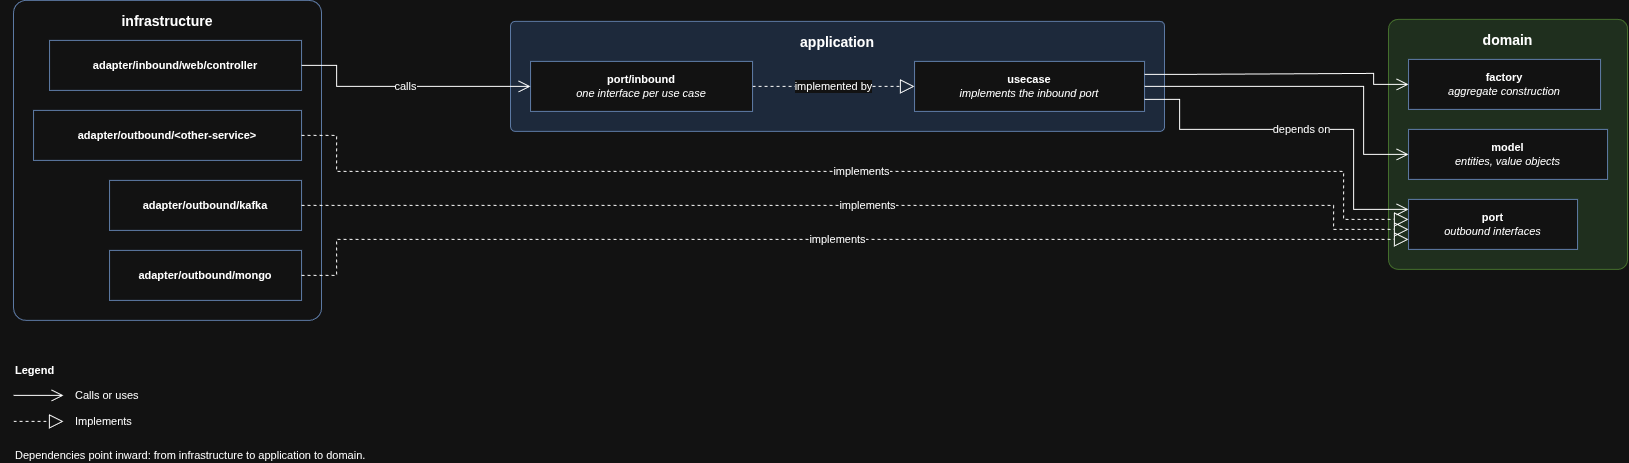 infrastructure
adapter/inbound/web/controller
adapter/outbound/<other-service>
adapter/outbound/kafka
adapter/outbound/mongo
calls
application
port/inbound
one interface per use case
implemented by
usecase
implements the inbound port
depends on
implements
implements
implements
domain
factory
aggregate construction
model
entities, value objects
port
outbound interfaces
Legend
Calls or uses
Implements
Dependencies point inward: from infrastructure to application to domain.